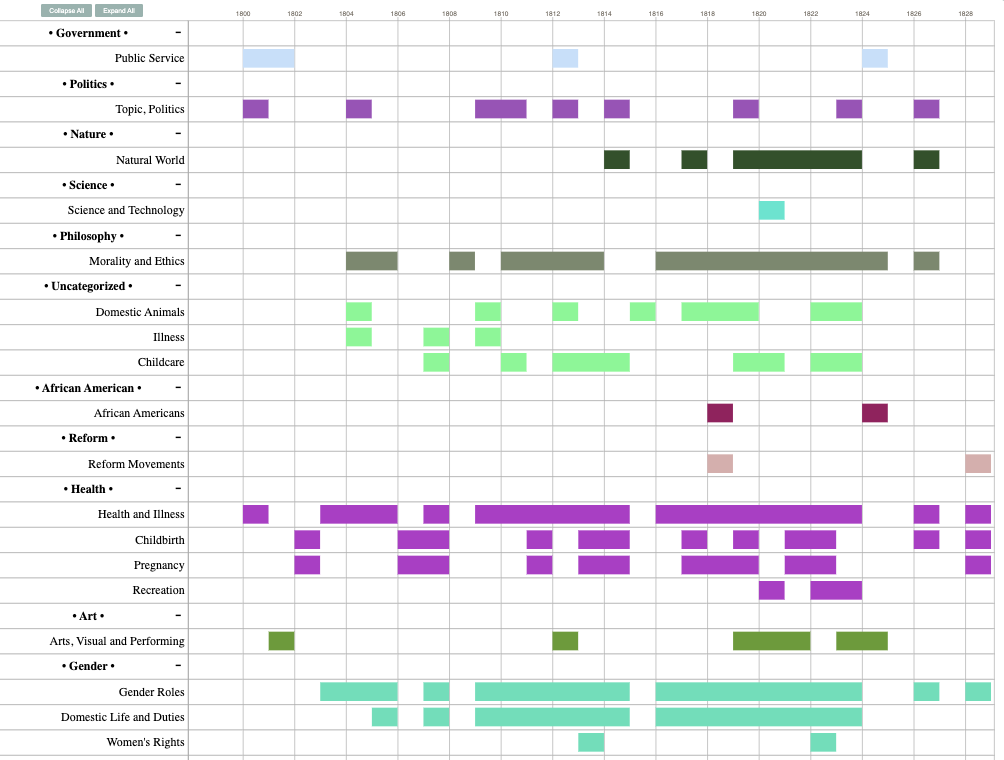 Collapse All Expand All 1800 1802 1804 1806 1808 1810 1812 1814 1816 1818 1820 1822 1824 1826 1828
• Government • −
Public Service
• Politics • −
Topic, Politics
• Nature • −
Natural World
• Science • −
Science and Technology
• Philosophy • −
Morality and Ethics
• Uncategorized • −
Domestic Animals
Illness
Childcare
• African American • −
African Americans
• Reform • −
Reform Movements
• Health • −
Health and Illness
Childbirth
Pregnancy
Recreation
• Art • −
Arts, Visual and Performing
• Gender • −
Gender Roles
Domestic Life and Duties
Women's Rights